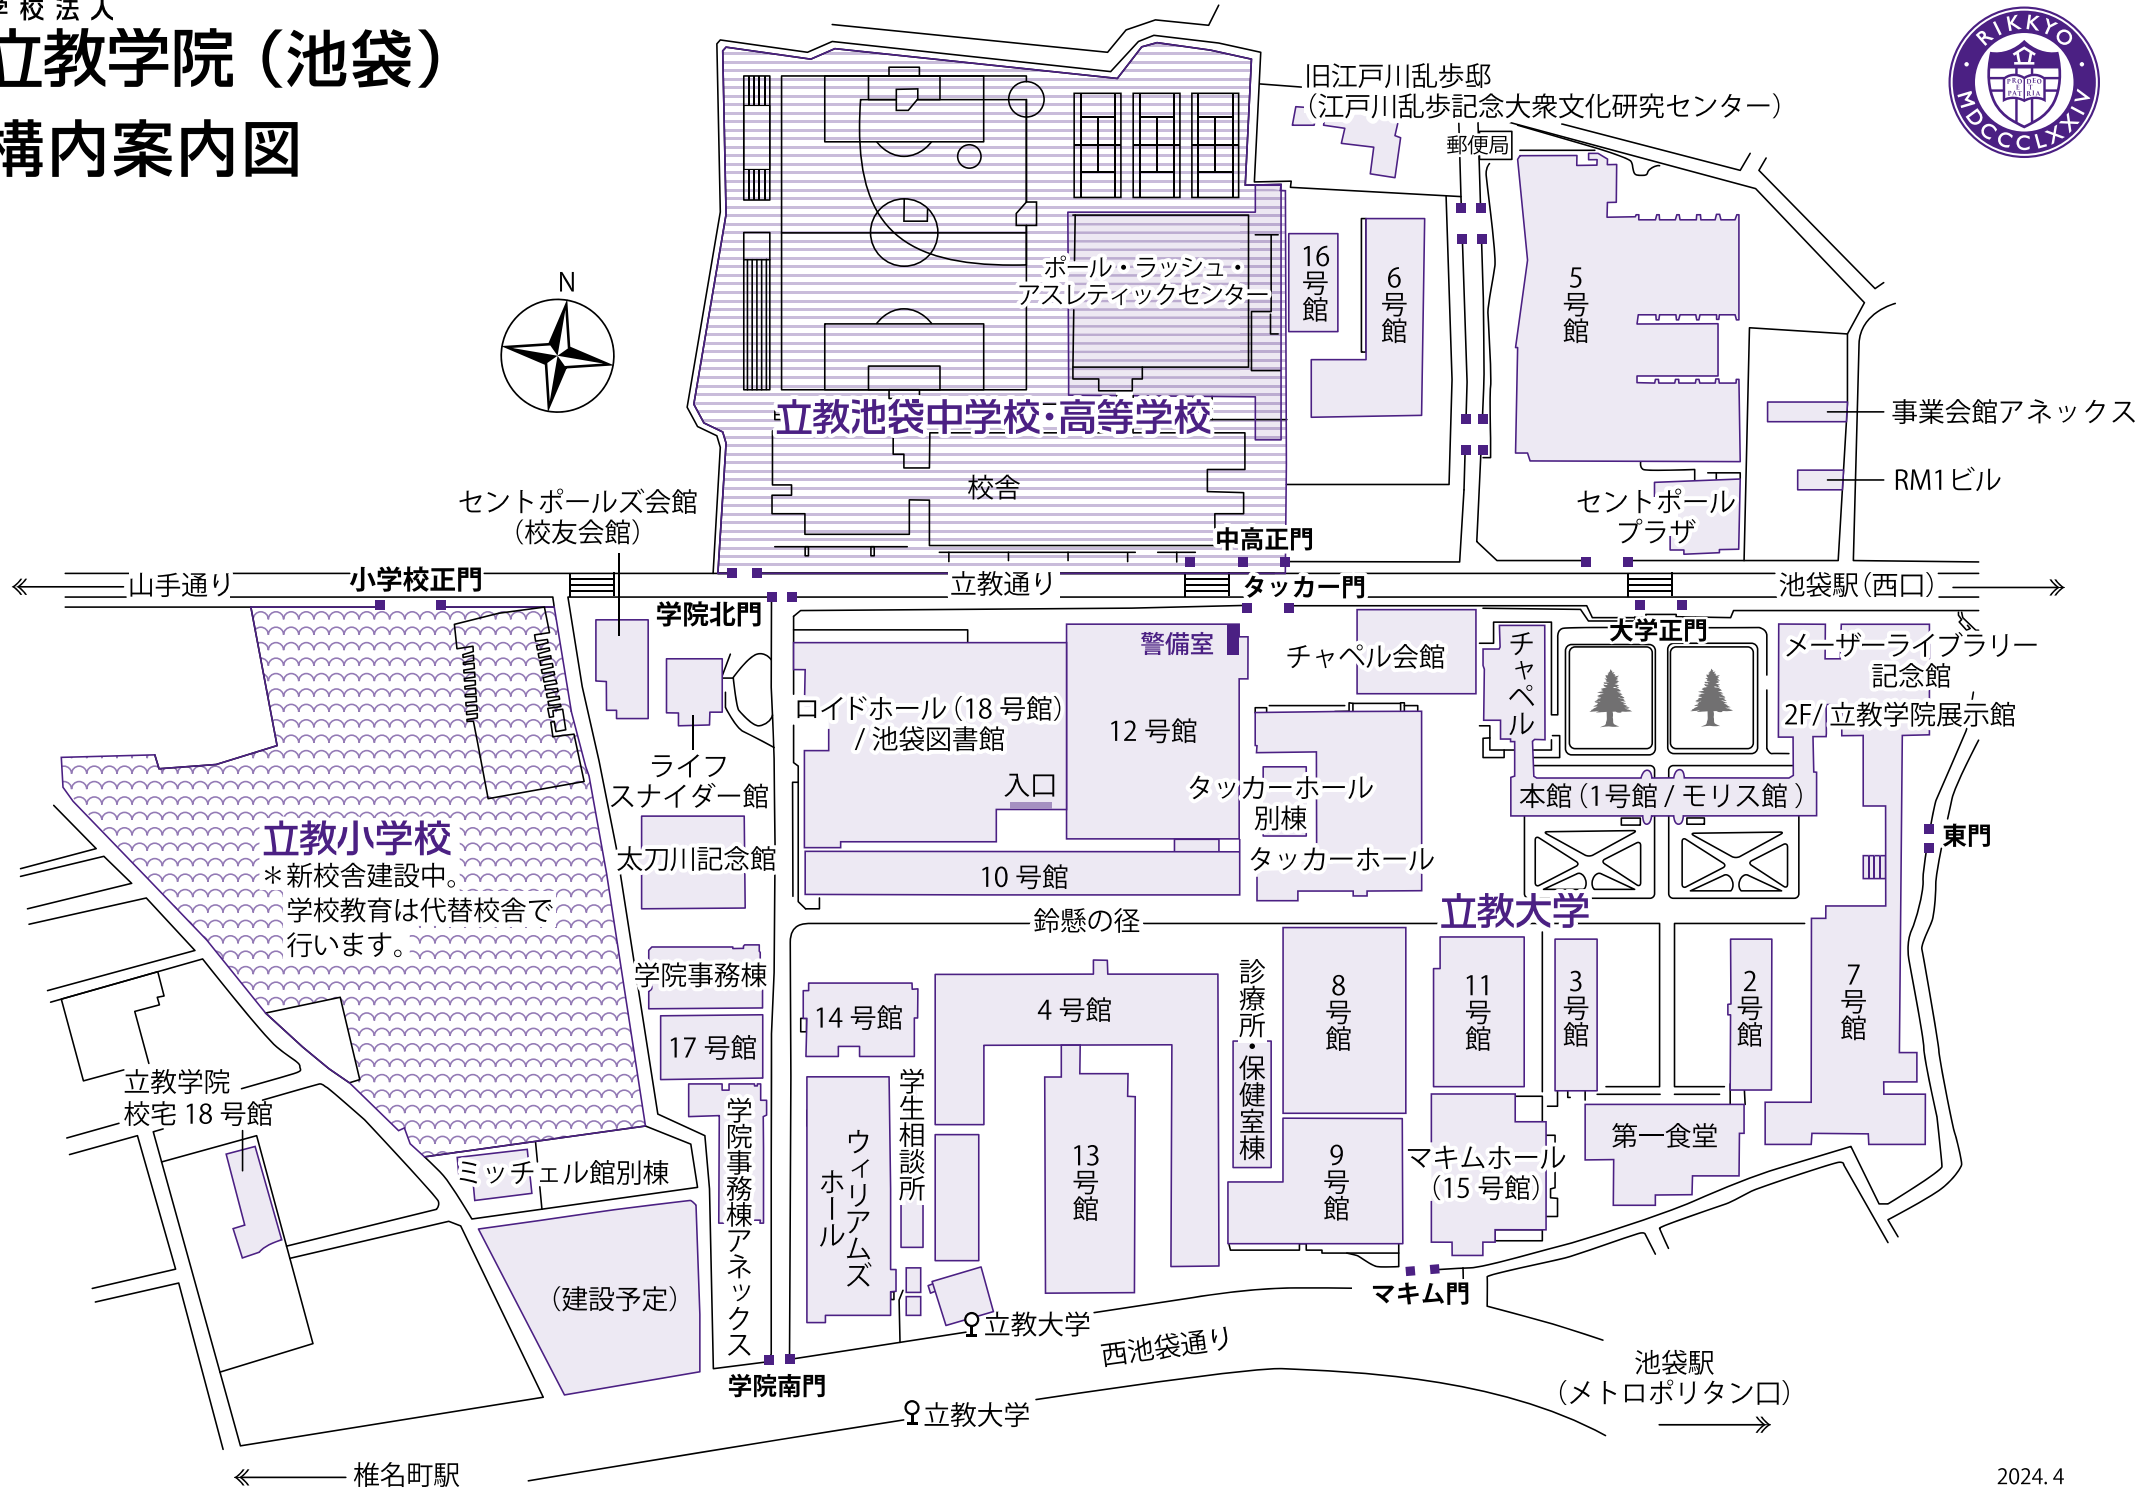 学校法人
立教学院（池袋）
構内案内図
RIKKYO
MDCCCLXXIV
PRO DEO
ET
PATRIA
N
旧江戸川乱歩邸
（江戸川乱歩記念大衆文化研究センター）
郵便局
ポール・ラッシュ・
アスレティックセンター
16号館
6号館
5号館
立教池袋中学校・高等学校
校舎
事業会館アネックス
RM1ビル
セントポール
プラザ
セントポールズ会館
（校友会館）
中高正門
山手通り
小学校正門
立教通り
タッカー門
池袋駅（西口）
学院北門
大学正門
警備室
チャペル会館
チャペル
メーザーライブラリー
記念館
2F/ 立教学院展示館
ロイドホール（18 号館）
/ 池袋図書館
12 号館
入口
ライフ
スナイダー館
タッカーホール
別棟
タッカーホール
本館（1号館 / モリス館 ）
東門
立教小学校
＊新校舎建設中。
学校教育は代替校舎で
行います。
太刀川記念館
10 号館
立教大学
鈴懸の径
学院事務棟
17 号館
14 号館
4 号館
診療所・保健室棟
8号館
11号館
3号館
2号館
7号館
立教学院
校宅 18 号館
学院事務棟アネックス
ウィリアムズ
ホール
学生相談所
13号館
9号館
マキムホール
（15 号館）
第一食堂
ミッチェル館別棟
（建設予定）
マキム門
立教大学
西池袋通り
学院南門
立教大学
池袋駅
（メトロポリタン口）
椎名町駅
2024. 4